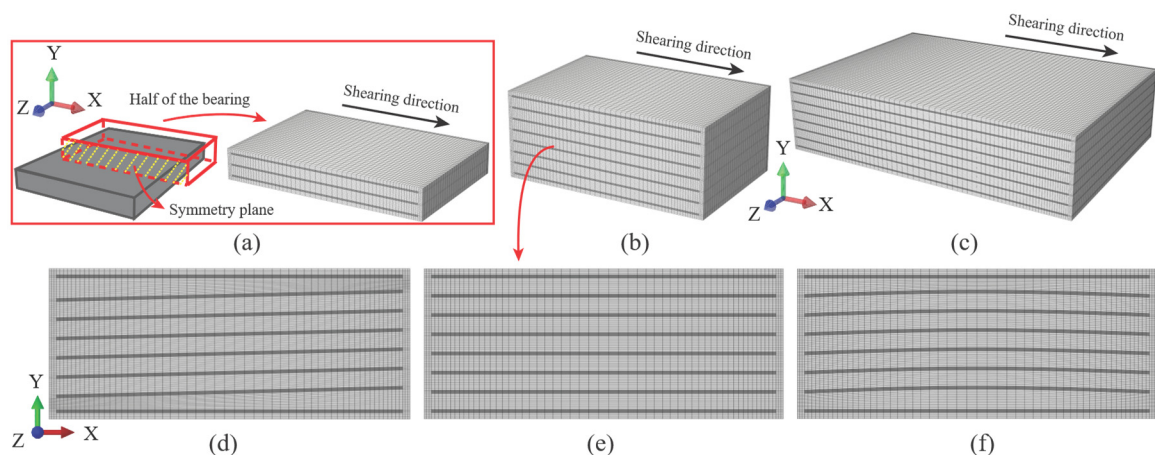 Y
Z
X
Half of the bearing
Shearing direction
Symmetry plane
(a)
Shearing direction
Y
Z
X
(b)
Shearing direction
(c)
Y
Z
X
(d)
(e)
(f)